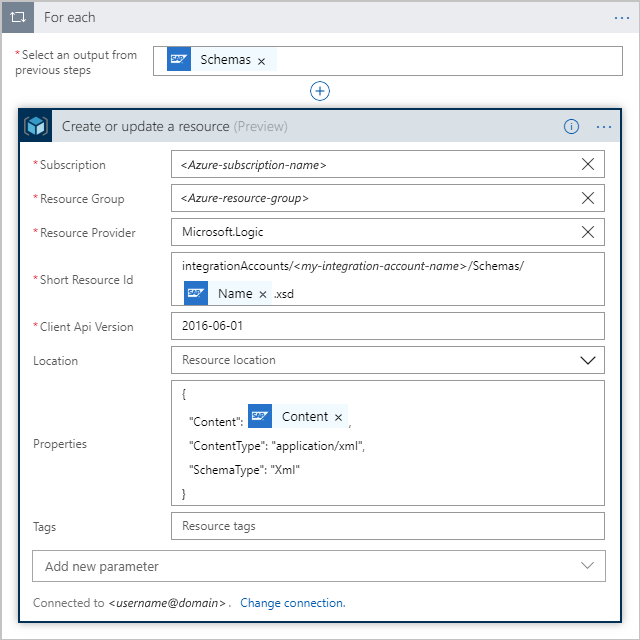 For each
* Select an output from
previous steps
SAP Schemas ×
Create or update a resource (Preview)
* Subscription
<Azure-subscription-name>
* Resource Group
<Azure-resource-group>
* Resource Provider
Microsoft.Logic
* Short Resource Id
integrationAccounts/<my-integration-account-name>/Schemas/
SAP Name × .xsd
* Client Api Version
2016-06-01
Location
Resource location
Properties
{
"Content": SAP Content × ,
"ContentType": "application/xml",
"SchemaType": "Xml"
}
Tags
Resource tags
Add new parameter
Connected to <username@domain> . Change connection.